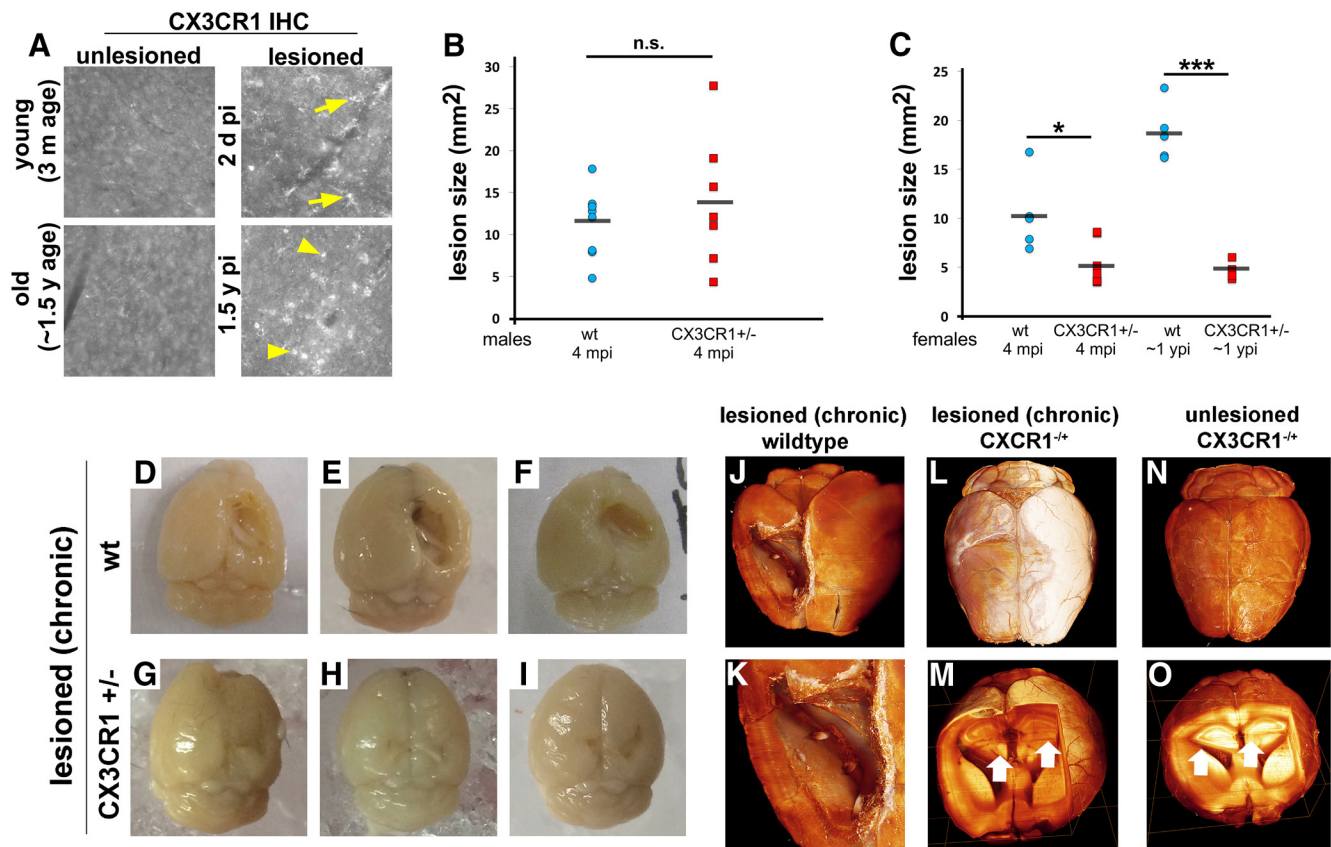 CX3CR1 IHC
A
unlesioned
lesioned
young
(3 m age)
2 d pi
old
(~1.5 y age)
1.5 y pi
B
n.s.
lesion size (mm2)
30
25
20
15
10
5
0
males
wt
4 mpi
CX3CR1+/-
4 mpi
C
***
*
lesion size (mm2)
25
20
15
10
5
0
females
wt
4 mpi
CX3CR1+/-
4 mpi
wt
~1 ypi
CX3CR1+/-
~1 ypi
lesioned (chronic)
wt
D
E
F
CX3CR1 +/-
G
H
I
lesioned (chronic)
wildtype
J
K
lesioned (chronic)
CXCR1-/+
L
M
unlesioned
CX3CR1-/+
N
O